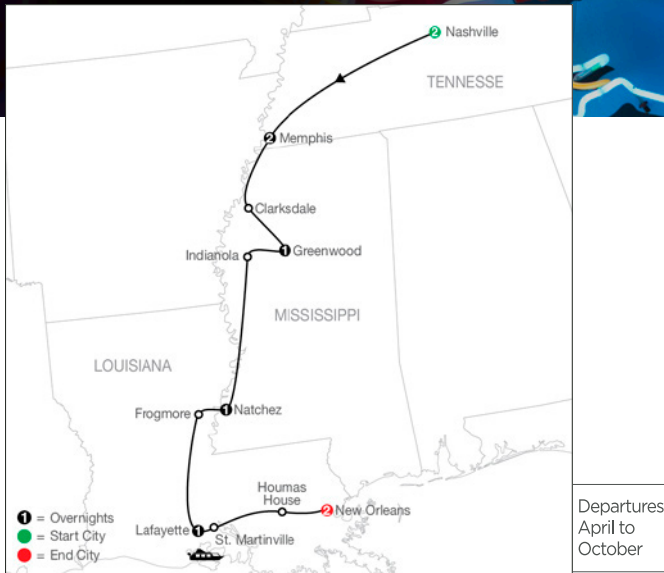 2 Nashville
TENNESSE
2 Memphis
Clarksdale
Indianola
1 Greenwood
MISSISSIPPI
LOUISIANA
1 Natchez
Frogmore
Houmas
House
2 New Orleans
Lafayette 1
St. Martinville
1 = Overnights
= Start City
= End City
Departures
April to
October